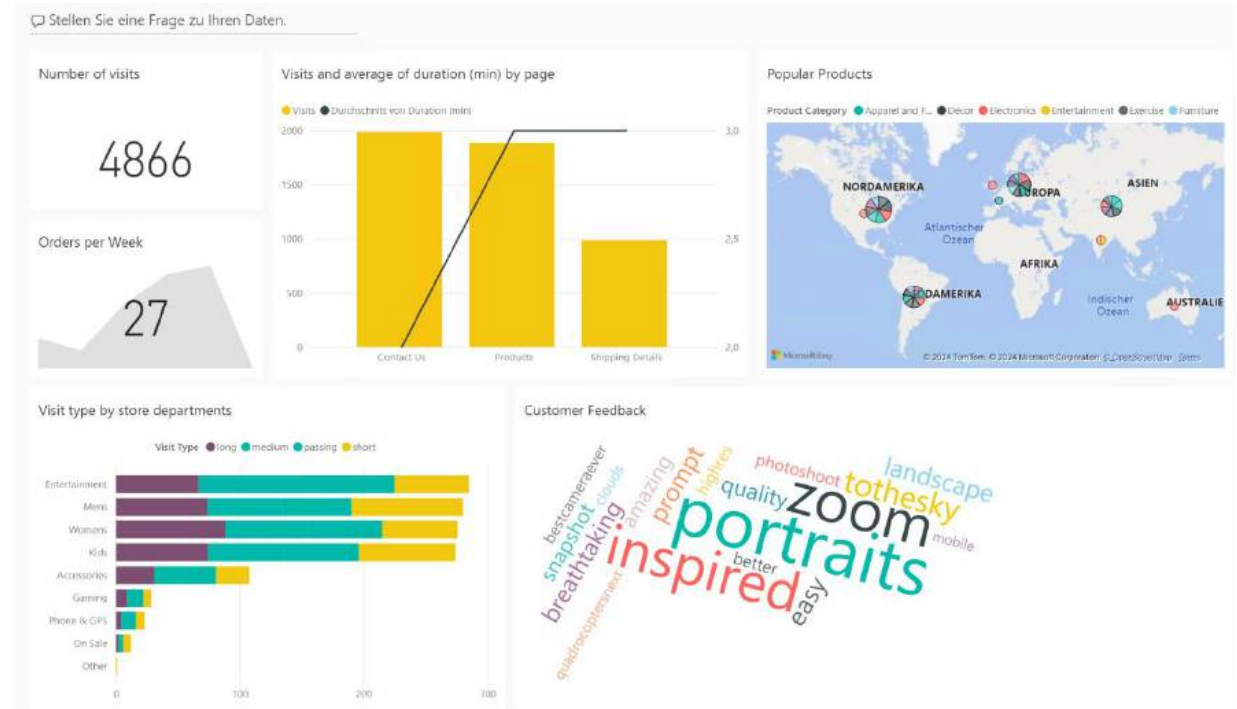 Stellen Sie eine Frage zu Ihren Daten.
Number of visits
4866
Orders per Week
27
Visits and average of duration (min) by page
Visits Durchschnitt von Duration (min)
2000
1500
1000
500
0
3,0
2,5
2,0
Contact Us Products Shipping Details
Popular Products
Product Category Apparel and F... Décor Electronics Entertainment Exercise Furniture
NORDAMERIKA
EUROPA
ASIEN
Atlantischer
Ozean
AFRIKA
SÜDAMERIKA
Indischer
Ozean
AUSTRALIE
Microsoft Bing
© 2024 TomTom, © 2024 Microsoft Corporation, © OpenStreetMap Terms
Visit type by store departments
Visit Type long medium passing short
Entertainment
Mens
Womens
Kids
Accessories
Gaming
Phone & GPS
On Sale
Other
0 100 200 300
Customer Feedback
bestcameraever
clouds
snapshot
breathtaking
amazing
prompt
highres
photoshoot
landscape
quality
zoom
tothesky
portraits
mobile
inspired
better
easy
quadrocoptersnext